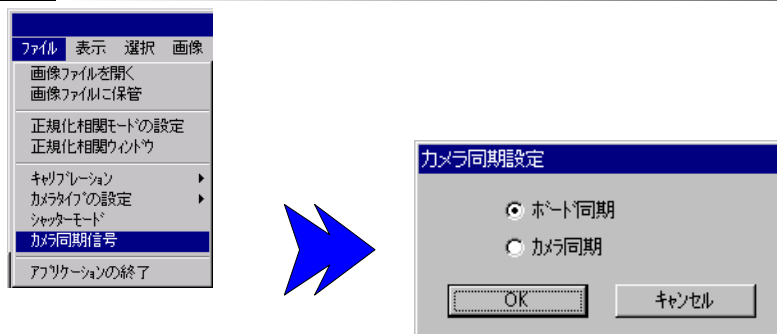 ファイル 表示 選択 画像
画像ファイルを開く
画像ファイルに保管
正規化相関モードの設定
正規化相関ウィンドウ
キャリブレーション
カメラタイプの設定
シャッターモード
カメラ同期信号
アプリケーションの終了
カメラ同期設定
ボード同期
カメラ同期
OK キャンセル